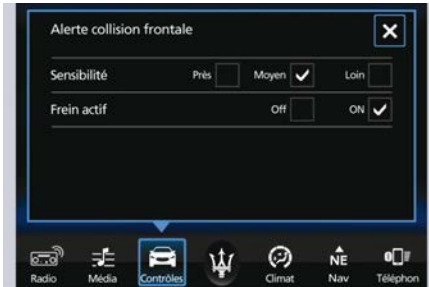 Alerte collision frontale
Sensibilité Près Moyen Loin
Frein actif Off ON
NE
Radio Média Contrôles Climat Nav Téléphon